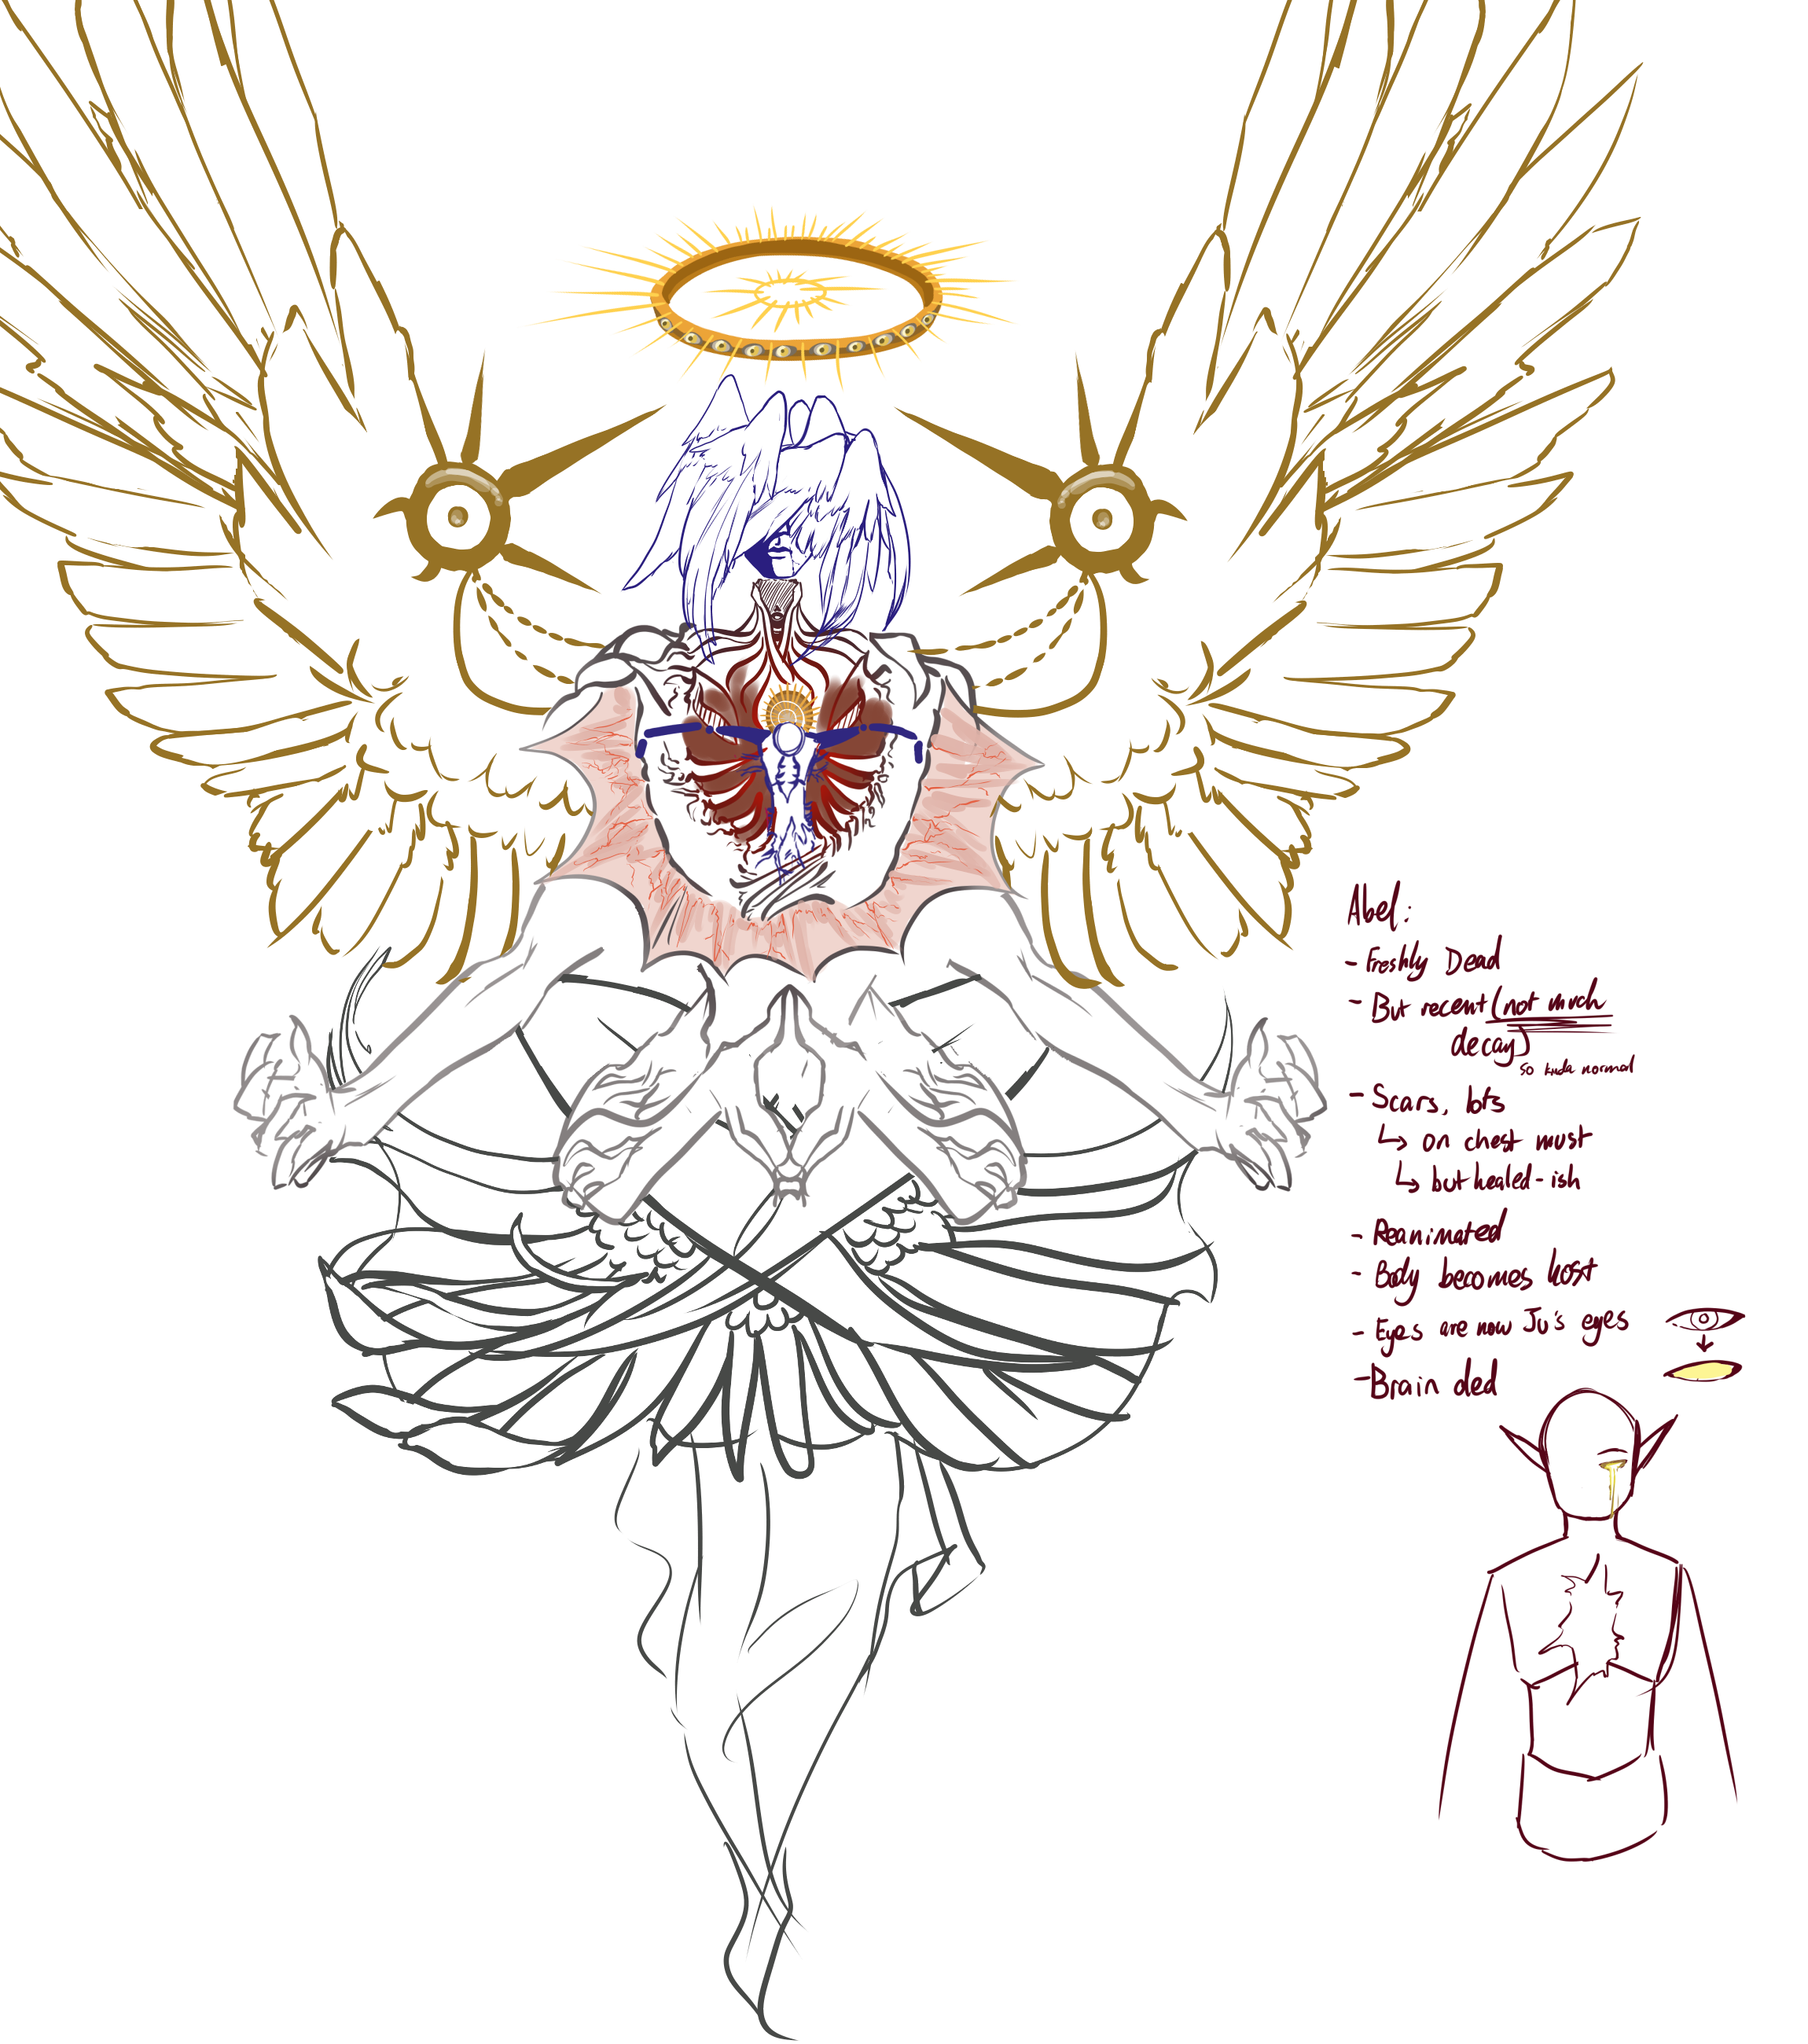 Abel:
- Freshly Dead
- But recent (not much
decay)
so kinda normal
- Scars, lots
↳ on chest must
↳ but healed-ish
- Reanimated
- Body becomes host
- Eyes are now Ju's eyes
- Brain ded